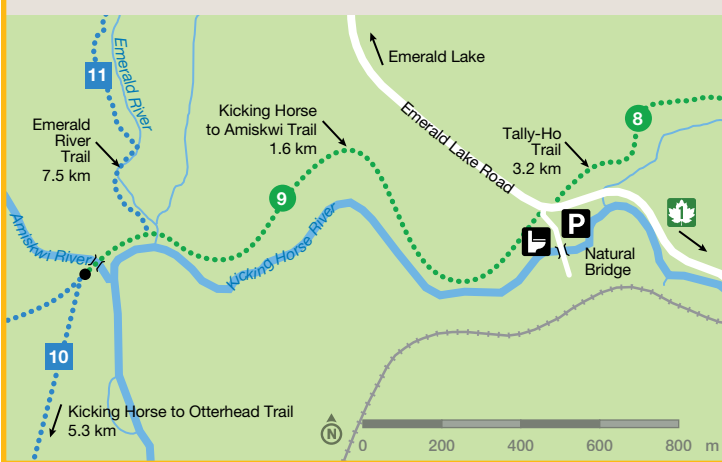 Emerald Lake
11
Emerald River
Kicking Horse
to Amiskwi Trail
1.6 km
Emerald
River
Trail
7.5 km
Emerald Lake Road
8
Tally-Ho
Trail
3.2 km
9
Amiskwi River
Kicking Horse River
P
1
Natural
Bridge
10
Kicking Horse to Otterhead Trail
5.3 km
N
0 200 400 600 800 m